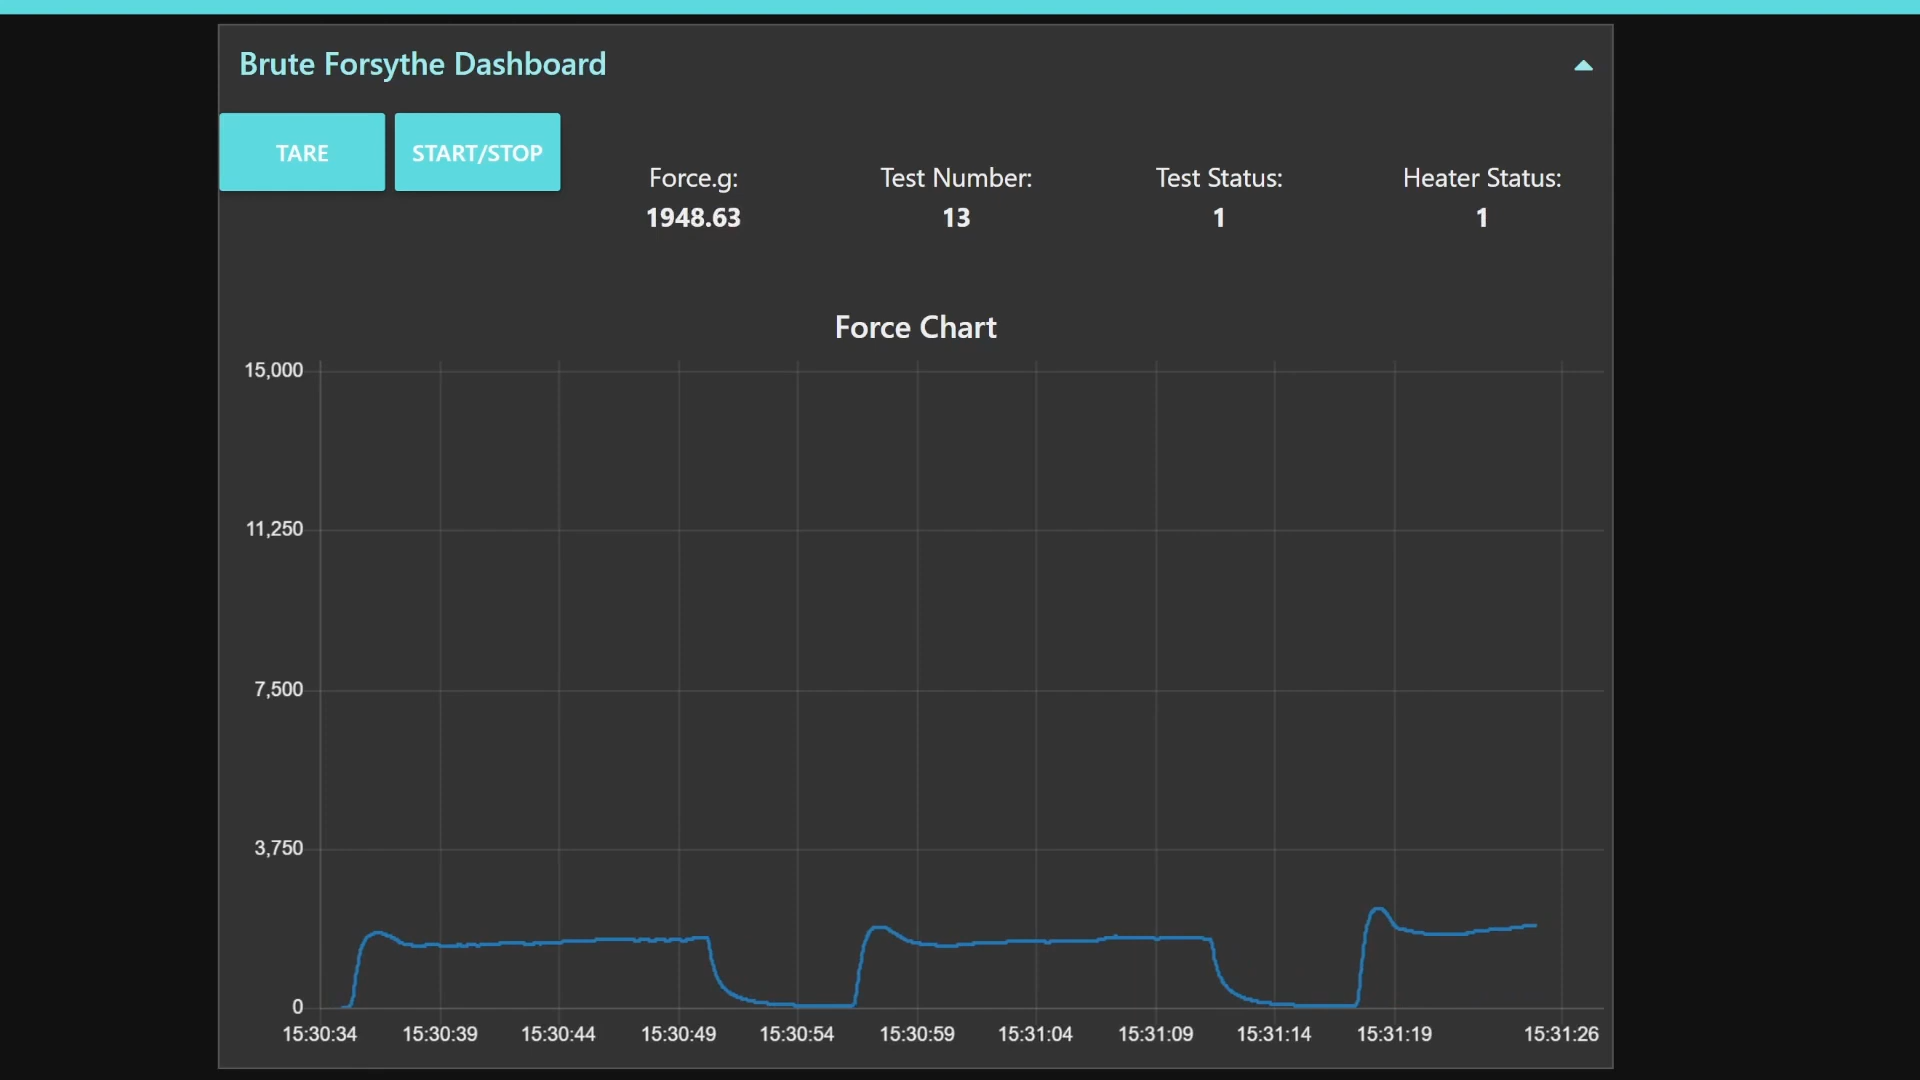 Brute Forsythe Dashboard
TARE
START/STOP
Force.g:
1948.63
Test Number:
13
Test Status:
1
Heater Status:
1
Force Chart
15,000
11,250
7,500
3,750
0
15:30:34 15:30:39 15:30:44 15:30:49 15:30:54 15:30:59 15:31:04 15:31:09 15:31:14 15:31:19 15:31:26